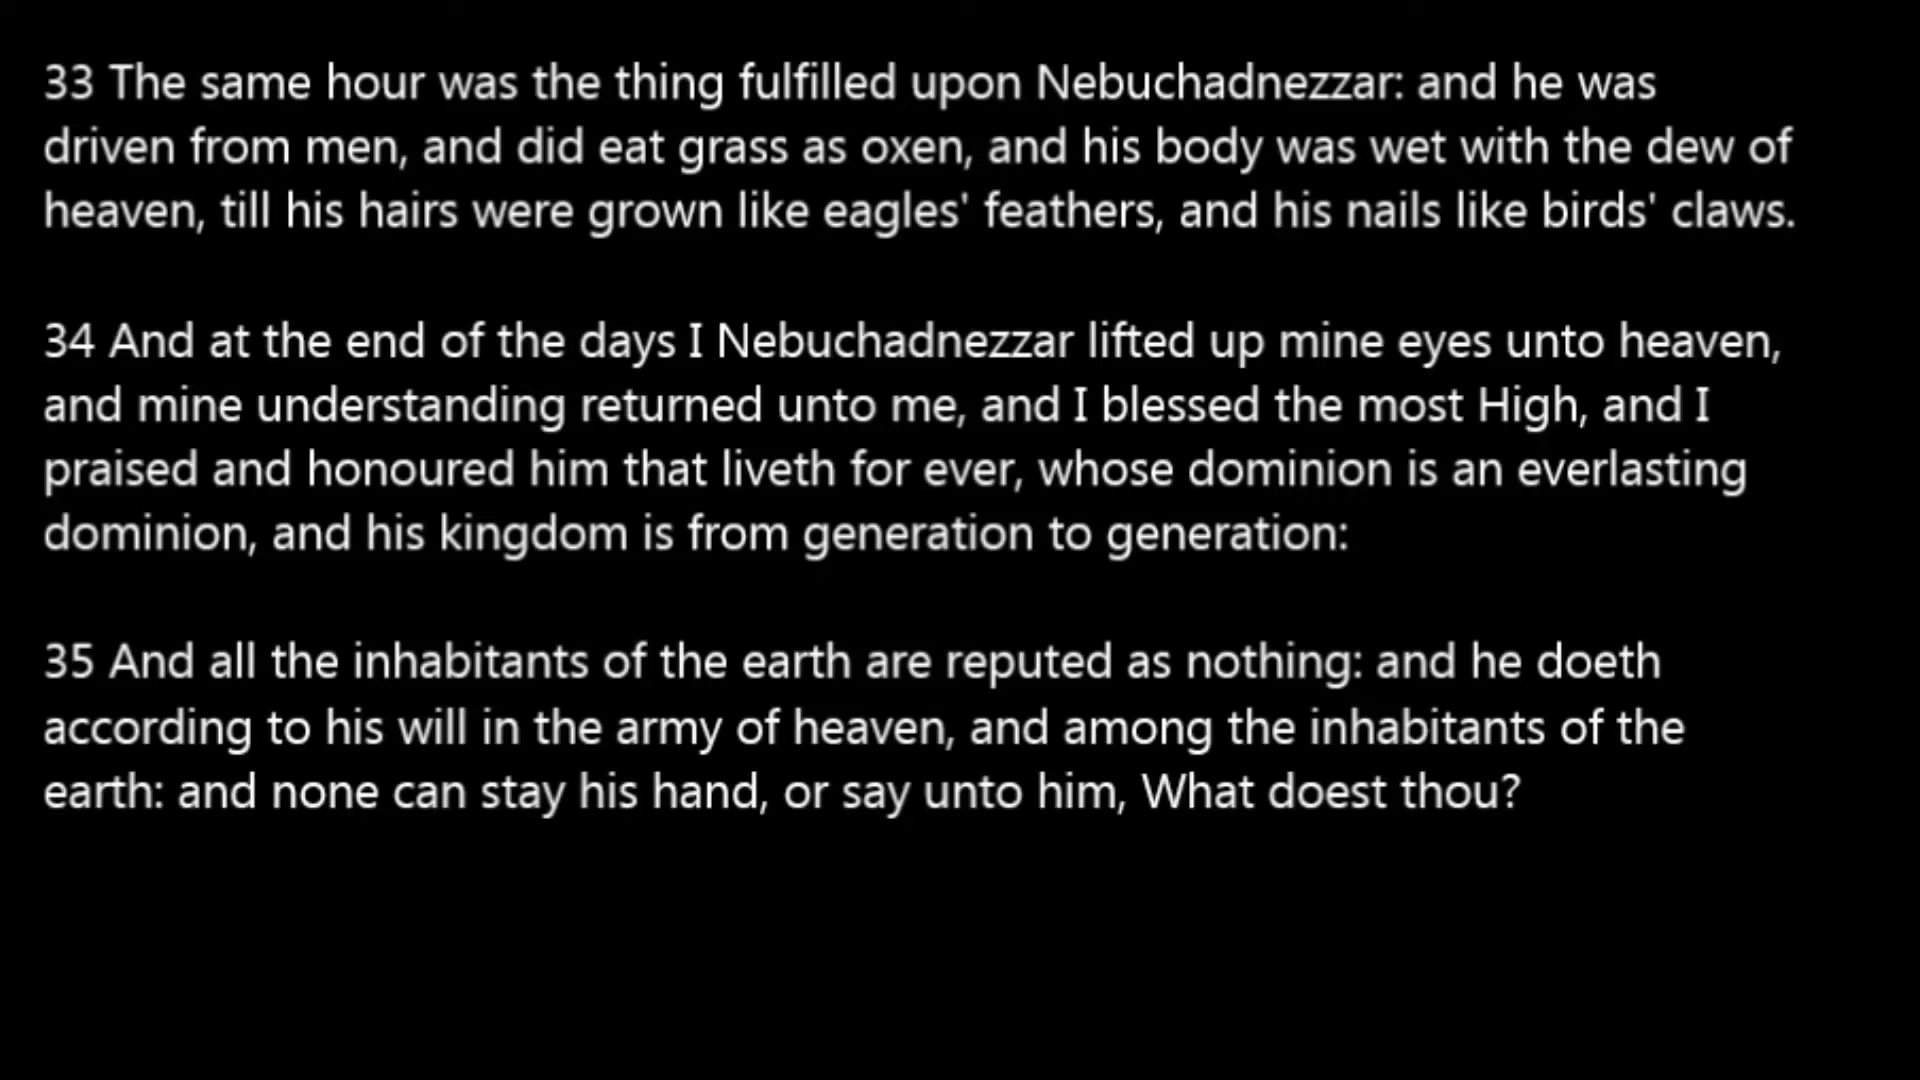 33 The same hour was the thing fulfilled upon Nebuchadnezzar: and he was
driven from men, and did eat grass as oxen, and his body was wet with the dew of
heaven, till his hairs were grown like eagles' feathers, and his nails like birds' claws.
34 And at the end of the days I Nebuchadnezzar lifted up mine eyes unto heaven,
and mine understanding returned unto me, and I blessed the most High, and I
praised and honoured him that liveth for ever, whose dominion is an everlasting
dominion, and his kingdom is from generation to generation:
35 And all the inhabitants of the earth are reputed as nothing: and he doeth
according to his will in the army of heaven, and among the inhabitants of the
earth: and none can stay his hand, or say unto him, What doest thou?